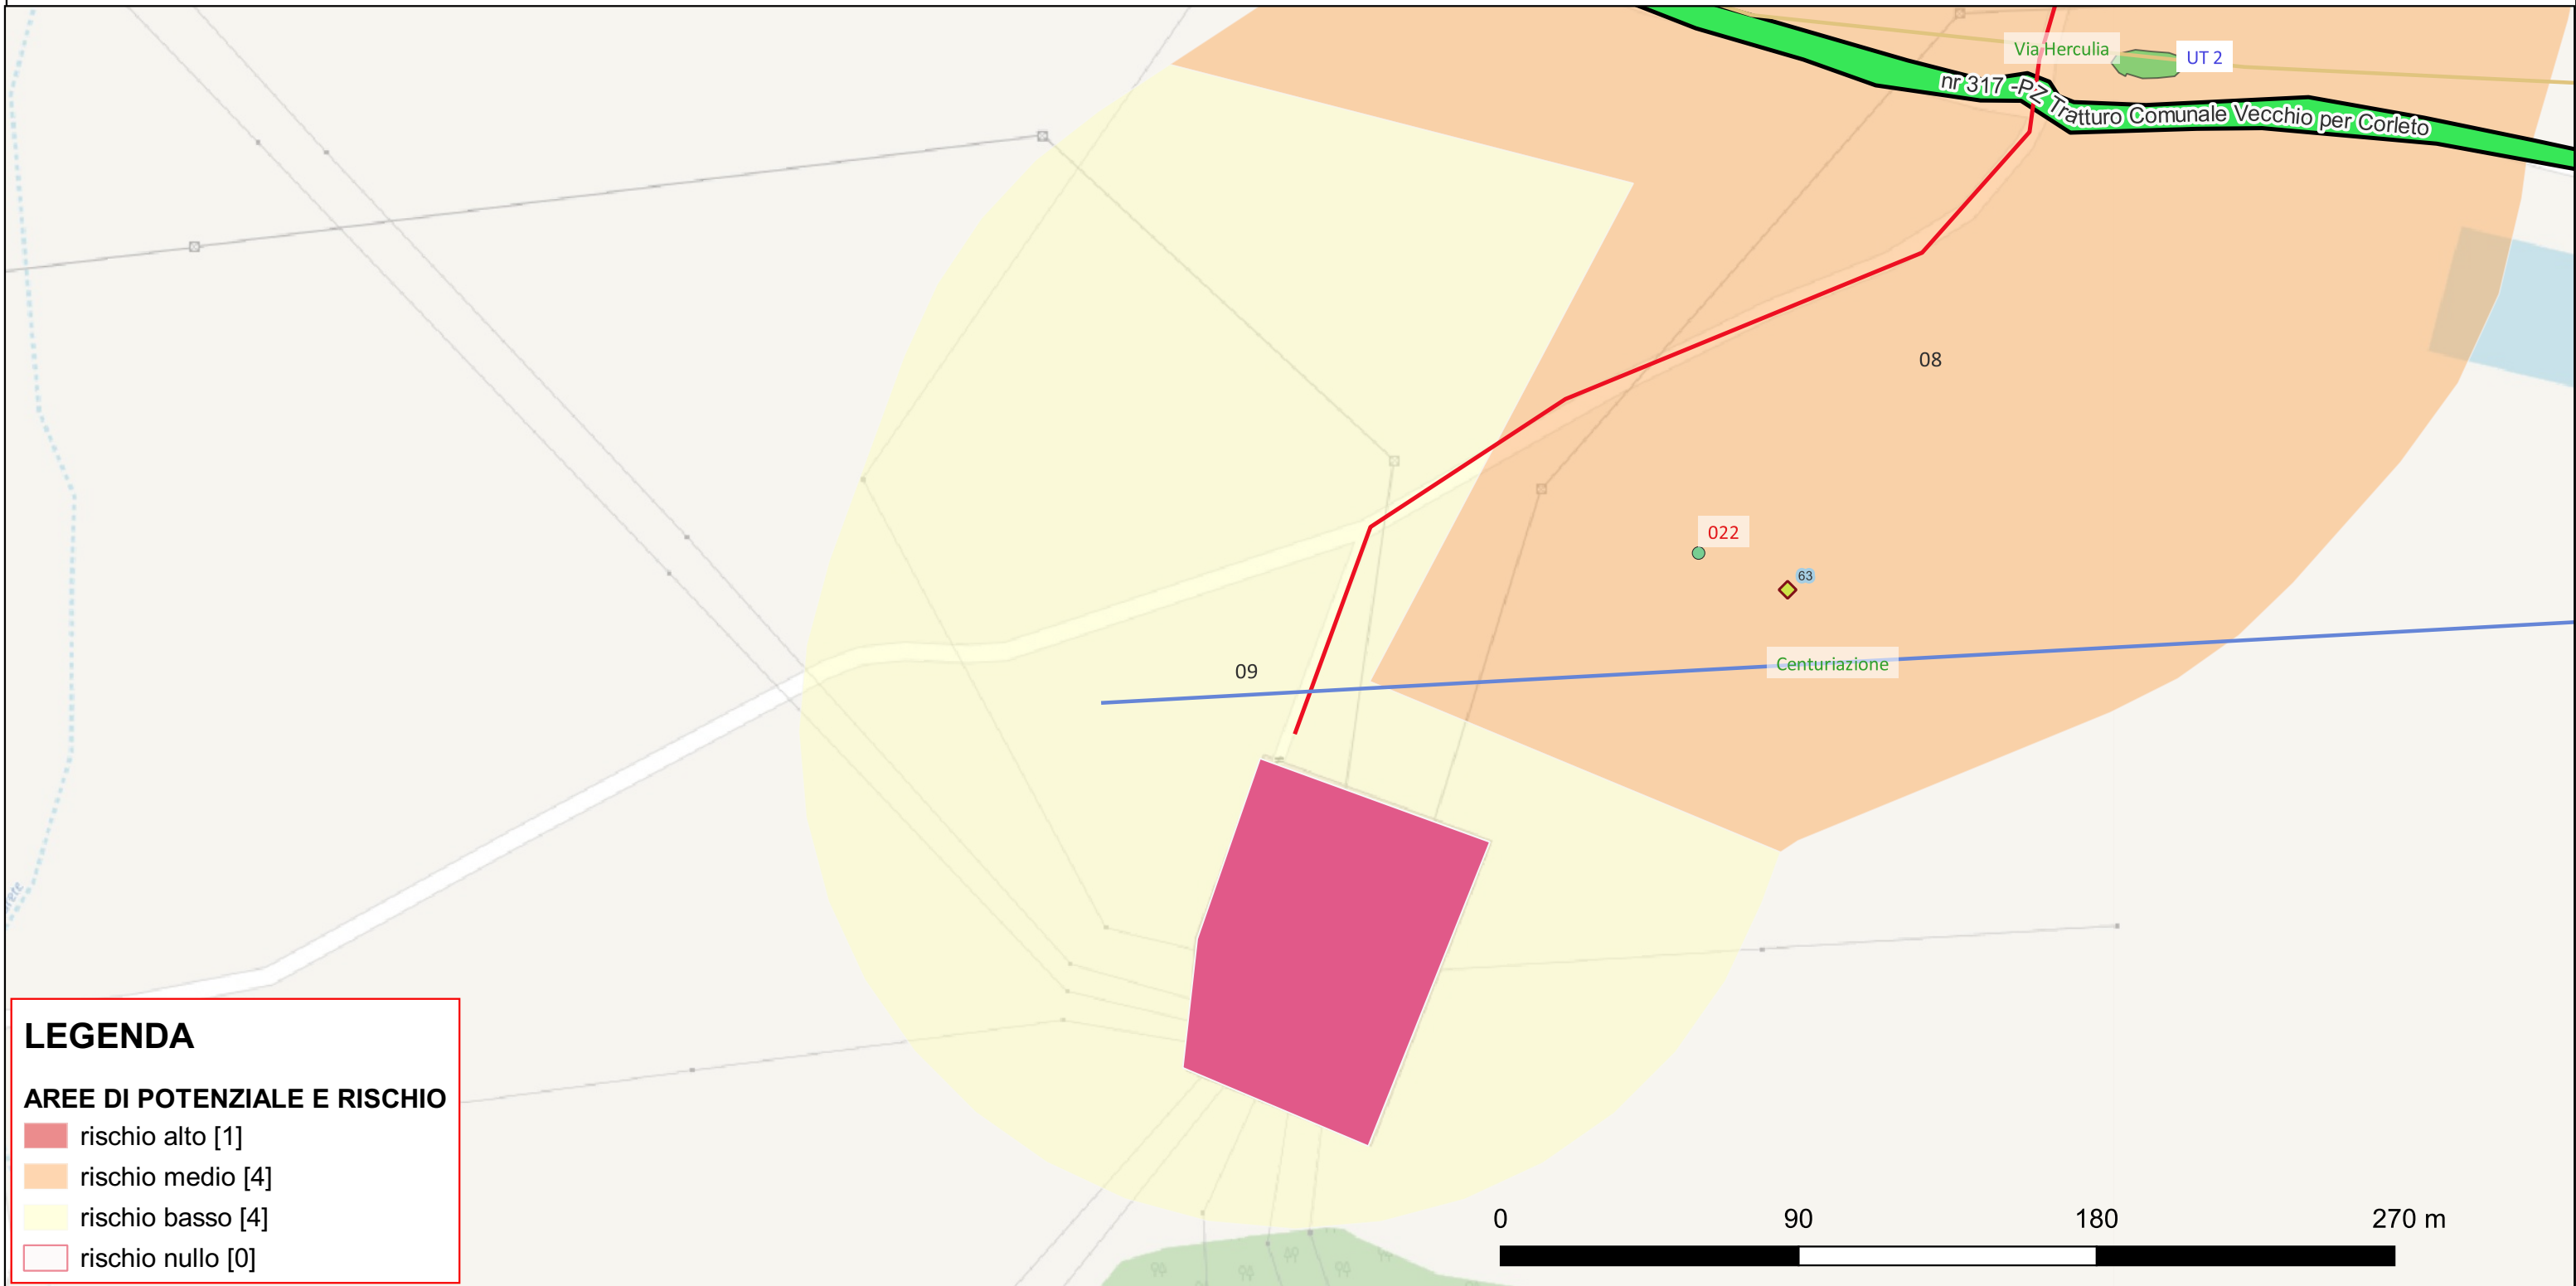 Via Herculia
UT 2
nr 317 -PZ Tratturo Comunale Vecchio per Corleto
08
022
63
Centuriazione
09
LEGENDA
AREE DI POTENZIALE E RISCHIO
rischio alto [1]
rischio medio [4]
rischio basso [4]
rischio nullo [0]
0 90 180 270 m